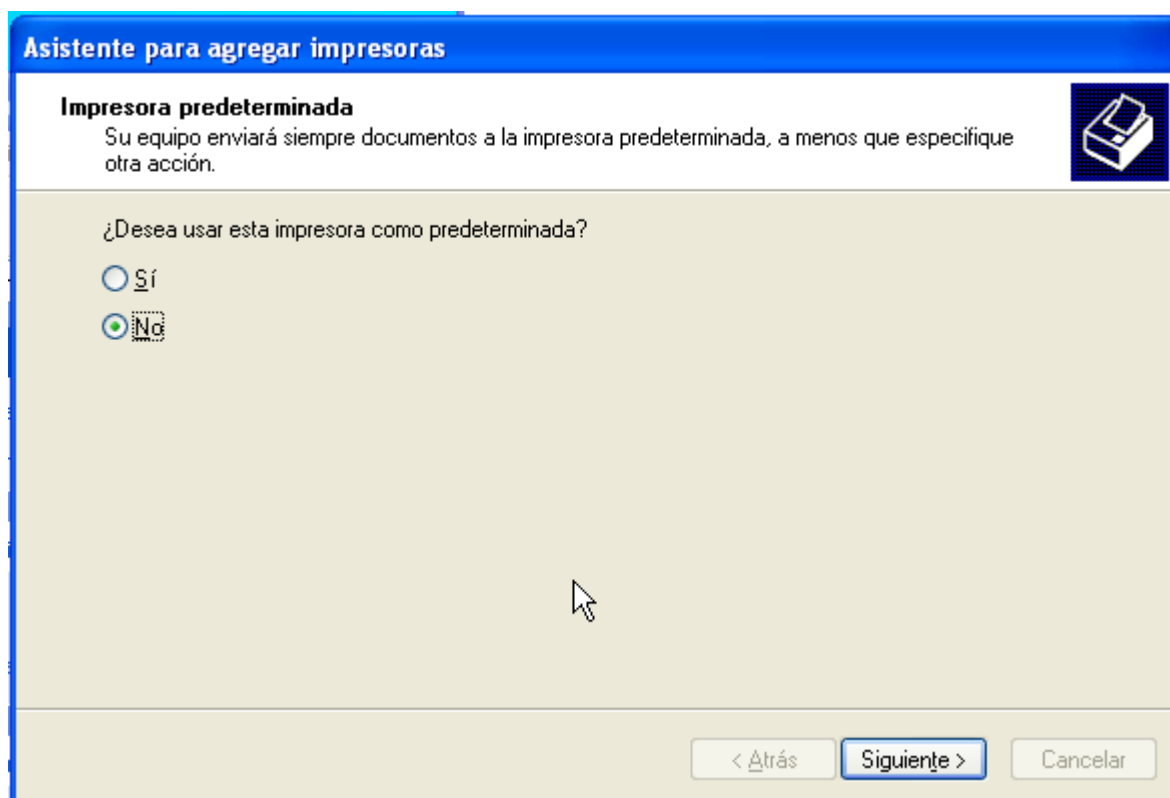 Asistente para agregar impresoras
Impresora predeterminada
Su equipo enviará siempre documentos a la impresora predeterminada, a menos que especifique
otra acción.
¿Desea usar esta impresora como predeterminada?
Sí
No
< Atrás
Siguiente >
Cancelar